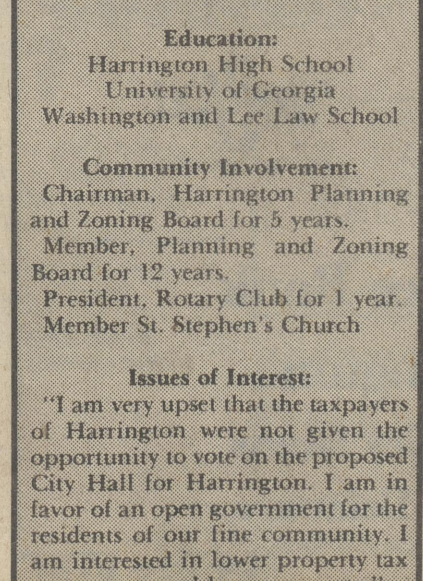 Education:
Harrington High School
University of Georgia
Washington and Lee Law School
Community Involvement:
Chairman, Harrington Planning
and Zoning Board for 5 years.
Member, Planning and Zoning
Board for 12 years.
President, Rotary Club for 1 year.
Member St. Stephen's Church
Issues of Interest:
"I am very upset that the taxpayers
of Harrington were not given the
opportunity to vote on the proposed
City Hall for Harrington. I am in
favor of an open government for the
residents of our fine community. I
am interested in lower property tax